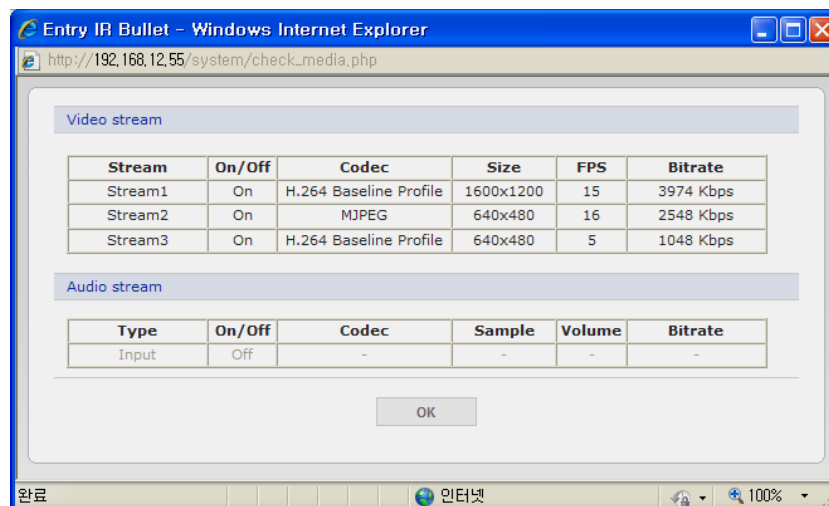 Entry IR Bullet - Windows Internet Explorer
http://192,168,12,55/system/check_media,php
Video stream
Stream On/Off Codec Size FPS Bitrate
Stream1 On H.264 Baseline Profile 1600x1200 15 3974 Kbps
Stream2 On MJPEG 640x480 16 2548 Kbps
Stream3 On H.264 Baseline Profile 640x480 5 1048 Kbps
Audio stream
Type On/Off Codec Sample Volume Bitrate
Input Off - - - -
OK
완료 인터넷 100%